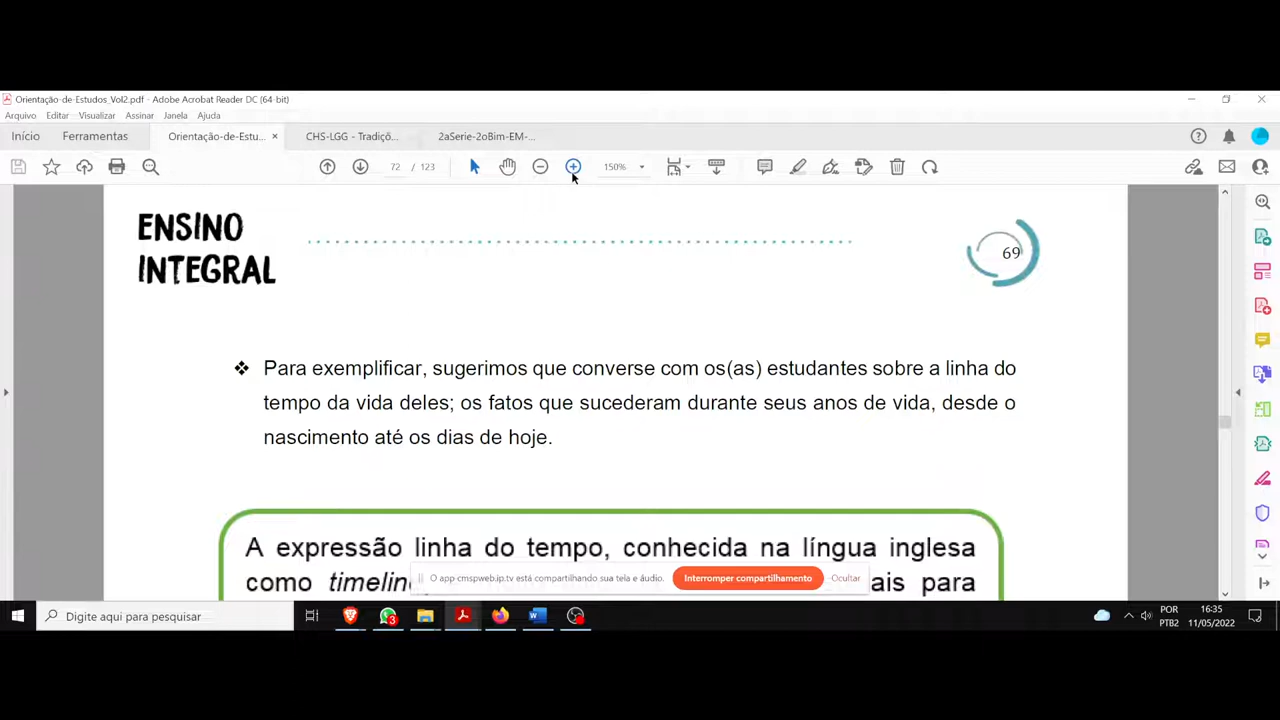 Orientação-de-Estudos_Vol2.pdf - Adobe Acrobat Reader DC (64-bit)
Arquivo Editar Visualizar Assinar Janela Ajuda
Início Ferramentas Orientação-de-Estu... × CHS-LGG - Tradiçõ... 2aSerie-2oBim-EM-...
72 / 123 150%
ENSINO
INTEGRAL
69
Para exemplificar, sugerimos que converse com os(as) estudantes sobre a linha do
tempo da vida deles; os fatos que sucederam durante seus anos de vida, desde o
nascimento até os dias de hoje.
A expressão linha do tempo, conhecida na língua inglesa
como timelin
ais para
O app-cmspweb.ip.tv está compartilhando sua tela e áudio. Interromper compartilhamento Ocultar
Digite aqui para pesquisar
3
POR
PTB2
16:35
11/05/2022